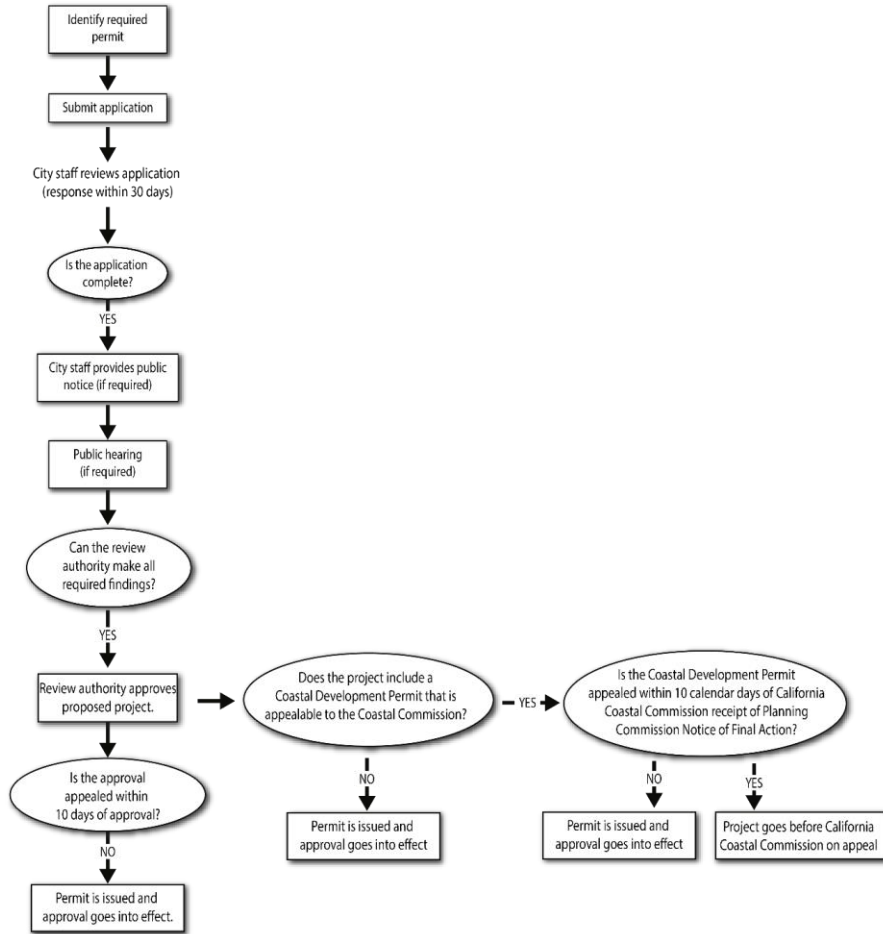 Identify required
permit
Submit application
City staff reviews application
(response within 30 days)
Is the application
complete?
YES
City staff provides public
notice (if required)
Public hearing
(if required)
Can the review
authority make all
required findings?
YES
Review authority approves
proposed project.
Is the approval
appealed within
10 days of approval?
NO
Permit is issued and
approval goes into effect.
Does the project include a
Coastal Development Permit that is
appealable to the Coastal Commission?
NO
Permit is issued and
approval goes into effect
YES
Is the Coastal Development Permit
appealed within 10 calendar days of California
Coastal Commission receipt of Planning
Commission Notice of Final Action?
NO
Permit is issued and
approval goes into effect
YES
Project goes before California
Coastal Commission on appeal